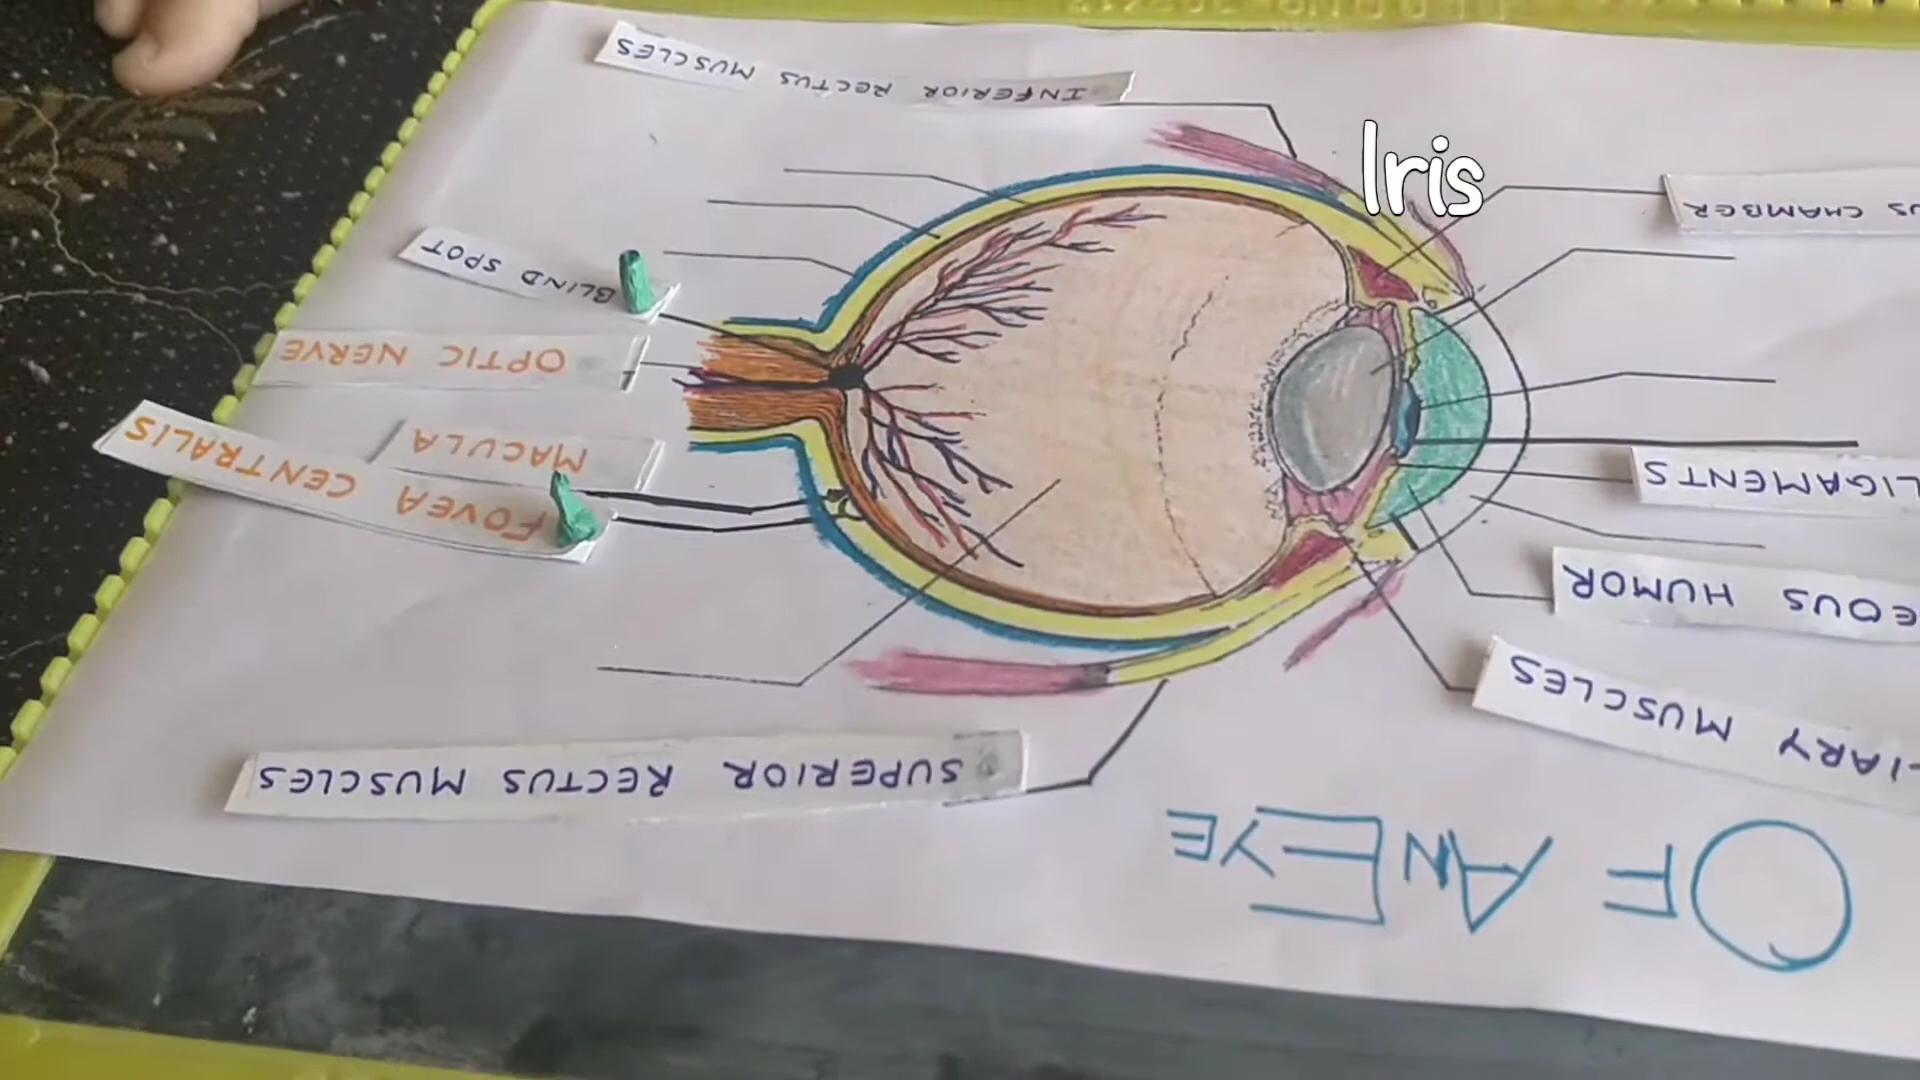 Iris
INFERIOR RECTUS MUSCLES
BLIND SPOT
OPTIC NERVE
MACULA
FOVEA CENTRALIS
SUPERIOR RECTUS MUSCLES
US CHAMBER
LIGAMENTS
EOUS HUMOR
IARY MUSCLES
OF AN EYE